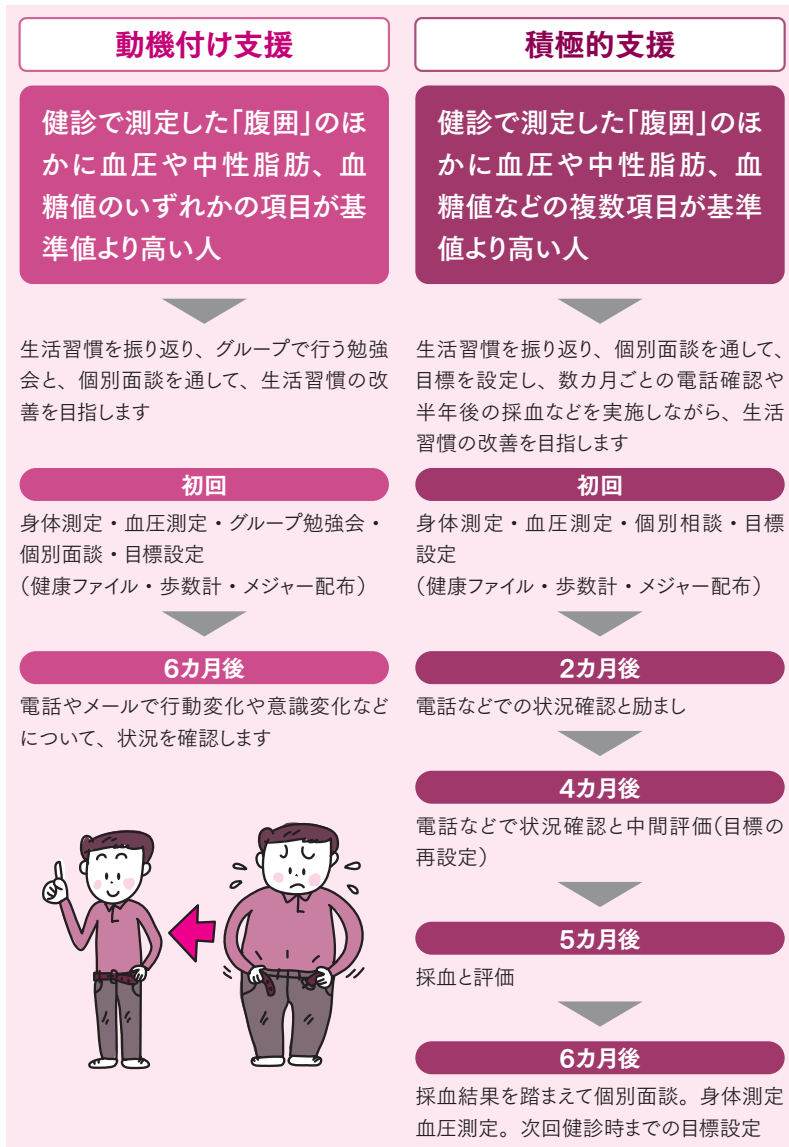 動機付け支援
健診で測定した「腹囲」のほ
かに血圧や中性脂肪、血
糖値のいずれかの項目が基
準値より高い人
生活習慣を振り返り、グループで行う勉強
会と、個別面談を通して、生活習慣の改
善を目指します
初回
身体測定・血圧測定・グループ勉強会・
個別面談・目標設定
（健康ファイル・歩数計・メジャー配布）
6カ月後
電話やメールで行動変化や意識変化など
について、状況を確認します
積極的支援
健診で測定した「腹囲」のほ
かに血圧や中性脂肪、血
糖値などの複数項目が基準
値より高い人
生活習慣を振り返り、個別面談を通して、
目標を設定し、数カ月ごとの電話確認や
半年後の採血などを実施しながら、生活
習慣の改善を目指します
初回
身体測定・血圧測定・個別相談・目標
設定
（健康ファイル・歩数計・メジャー配布）
2カ月後
電話などでの状況確認と励まし
4カ月後
電話などで状況確認と中間評価（目標の
再設定）
5カ月後
採血と評価
6カ月後
採血結果を踏まえて個別面談。身体測定
血圧測定。次回健診時までの目標設定